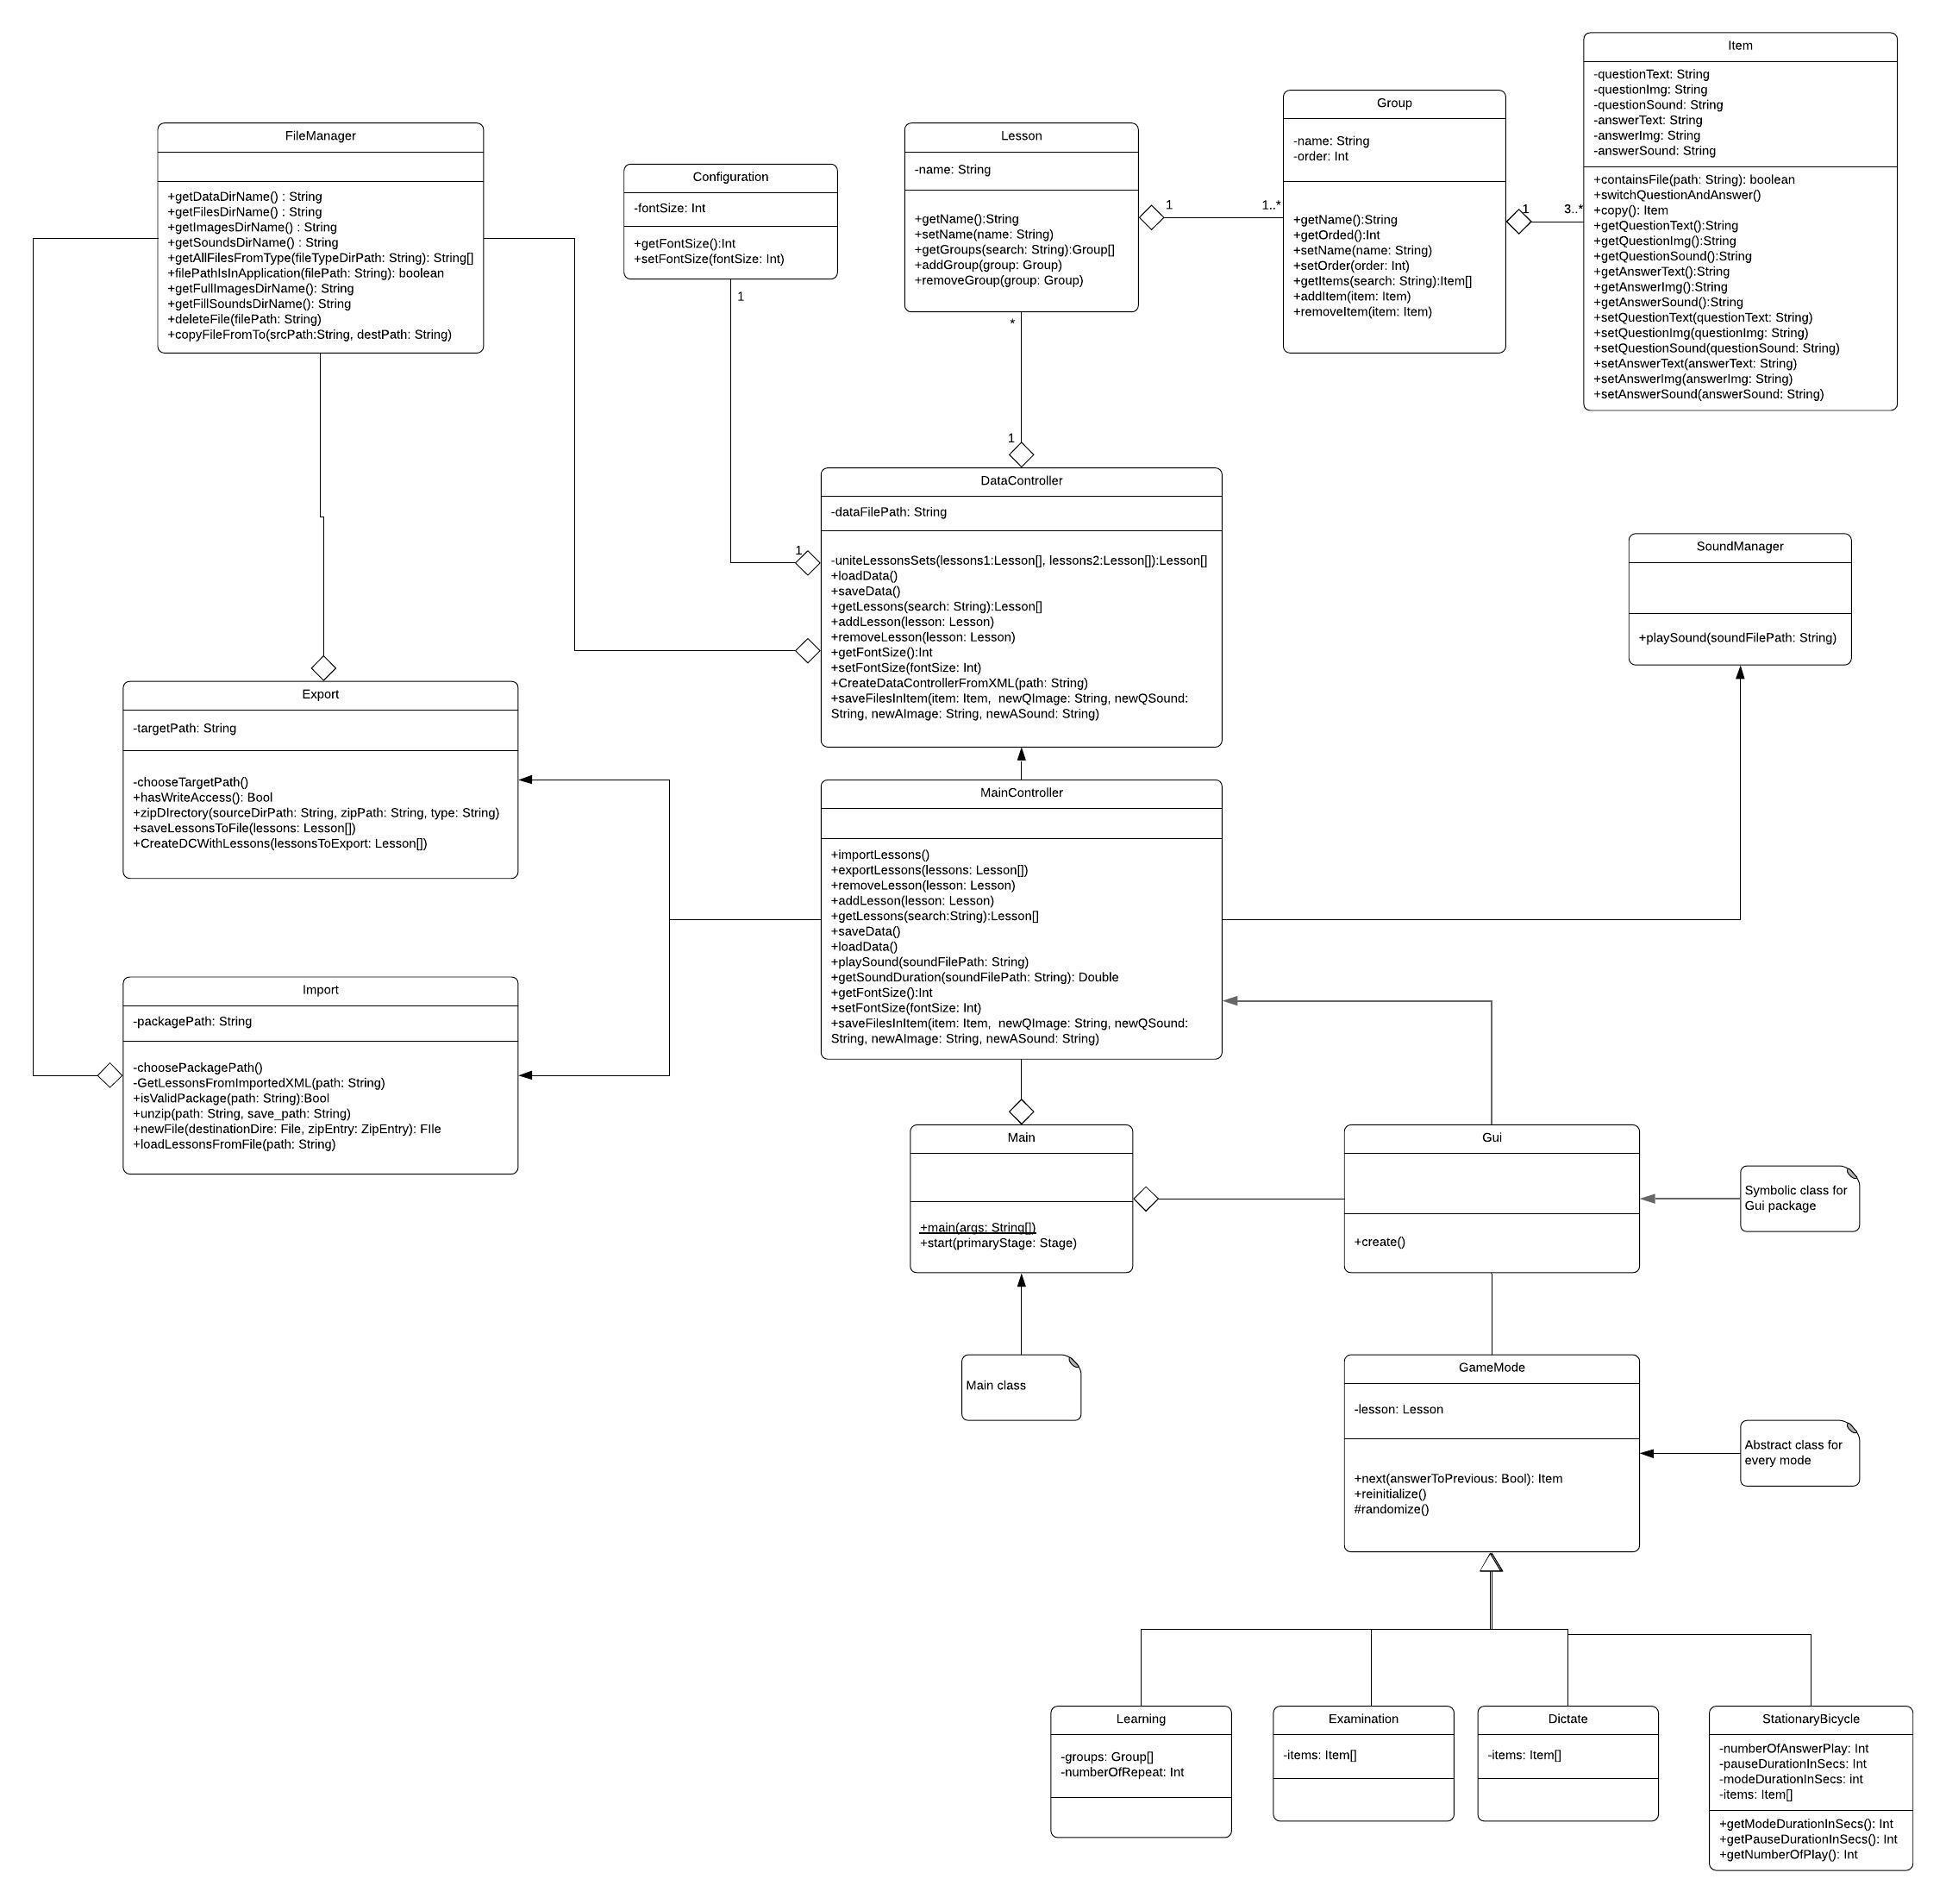 Item
-questionText: String
-questionImg: String
-questionSound: String
-answerText: String
-answerImg: String
-answerSound: String
+containsFile(path: String): boolean
+switchQuestionAndAnswer()
+copy(): Item
+getQuestionText():String
+getQuestionImg():String
+getQuestionSound():String
+getAnswerText():String
+getAnswerImg():String
+getAnswerSound():String
+setQuestionText(questionText: String)
+setQuestionImg(questionImg: String)
+setQuestionSound(questionSound: String)
+setAnswerText(answerText: String)
+setAnswerImg(answerImg: String)
+setAnswerSound(answerSound: String)
Group
-name: String
-order: Int
+getName():String
+getOrded():Int
+setName(name: String)
+setOrder(order: Int)
+getItems(search: String):Item[]
+addItem(item: Item)
+removeItem(item: Item)
1
3..*
Lesson
-name: String
+getName():String
+setName(name: String)
+getGroups(search: String):Group[]
+addGroup(group: Group)
+removeGroup(group: Group)
1
1..*
FileManager
+getDataDirName() : String
+getFilesDirName() : String
+getImagesDirName() : String
+getSoundsDirName() : String
+getAllFilesFromType(fileTypeDirPath: String): String[]
+filePathIsInApplication(filePath: String): boolean
+getFullImagesDirName(): String
+getFillSoundsDirName(): String
+deleteFile(filePath: String)
+copyFileFromTo(srcPath:String, destPath: String)
Configuration
-fontSize: Int
+getFontSize():Int
+setFontSize(fontSize: Int)
1
*
1
1
DataController
-dataFilePath: String
-uniteLessonsSets(lessons1:Lesson[], lessons2:Lesson[]):Lesson[]
+loadData()
+saveData()
+getLessons(search: String):Lesson[]
+addLesson(lesson: Lesson)
+removeLesson(lesson: Lesson)
+getFontSize():Int
+setFontSize(fontSize: Int)
+CreateDataControllerFromXML(path: String)
+saveFilesInItem(item: Item,  newQImage: String, newQSound:
String, newAImage: String, newASound: String)
SoundManager
+playSound(soundFilePath: String)
Export
-targetPath: String
-chooseTargetPath()
+hasWriteAccess(): Bool
+zipDIrectory(sourceDirPath: String, zipPath: String, type: String)
+saveLessonsToFile(lessons: Lesson[])
+CreateDCWithLessons(lessonsToExport: Lesson[])
MainController
+importLessons()
+exportLessons(lessons: Lesson[])
+removeLesson(lesson: Lesson)
+addLesson(lesson: Lesson)
+getLessons(search:String):Lesson[]
+saveData()
+loadData()
+playSound(soundFilePath: String)
+getSoundDuration(soundFilePath: String): Double
+getFontSize():Int
+setFontSize(fontSize: Int)
+saveFilesInItem(item: Item,  newQImage: String, newQSound:
String, newAImage: String, newASound: String)
Import
-packagePath: String
-choosePackagePath()
-GetLessonsFromImportedXML(path: String)
+isValidPackage(path: String):Bool
+unzip(path: String, save_path: String)
+newFile(destinationDire: File, zipEntry: ZipEntry): FIle
+loadLessonsFromFile(path: String)
Main
+main(args: String[])
+start(primaryStage: Stage)
Gui
+create()
Symbolic class for
Gui package
Main class
GameMode
-lesson: Lesson
+next(answerToPrevious: Bool): Item
+reinitialize()
#randomize()
Abstract class for
every mode
Learning
-groups: Group[]
-numberOfRepeat: Int
Examination
-items: Item[]
Dictate
-items: Item[]
StationaryBicycle
-numberOfAnswerPlay: Int
-pauseDurationInSecs: Int
-modeDurationInSecs: int
-items: Item[]
+getModeDurationInSecs(): Int
+getPauseDurationInSecs(): Int
+getNumberOfPlay(): Int